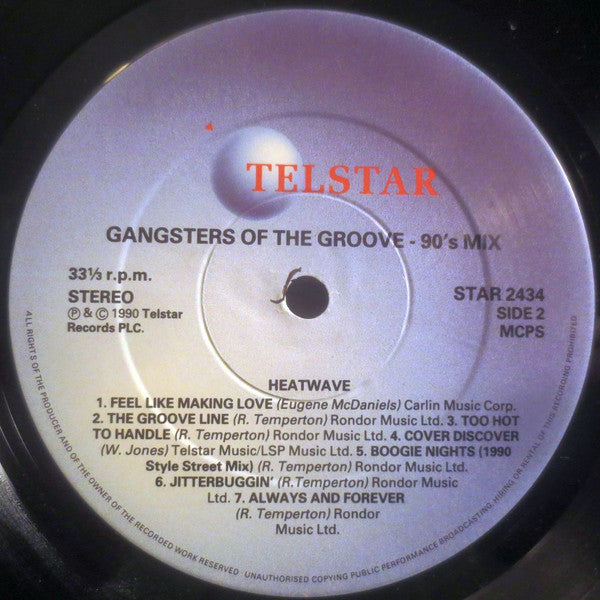 TELSTAR
GANGSTERS OF THE GROOVE - 90's MIX
33⅓ r.p.m.
STEREO
Ⓟ & © 1990 Telstar
Records PLC.
STAR 2434
SIDE 2
MCPS
HEATWAVE
1. FEEL LIKE MAKING LOVE (Eugene McDaniels) Carlin Music Corp.
2. THE GROOVE LINE (R. Temperton) Rondor Music Ltd. 3. TOO HOT
TO HANDLE (R. Temperton) Rondor Music Ltd. 4. COVER DISCOVER
(W. Jones) Telstar Music/LSP Music Ltd. 5. BOOGIE NIGHTS (1990
Style Street Mix) (R. Temperton) Rondor Music Ltd.
6. JITTERBUGGIN' (R.Temperton) Rondor Music
Ltd. 7. ALWAYS AND FOREVER
(R. Temperton) Rondor
Music Ltd.
ALL RIGHTS OF THE PRODUCER AND OF THE OWNER OF THE RECORDED WORK RESERVED UNAUTHORISED COPYING PUBLIC PERFORMANCE BROADCASTING, HIRING OR RENTAL OF THIS RECORDING PROHIBITED